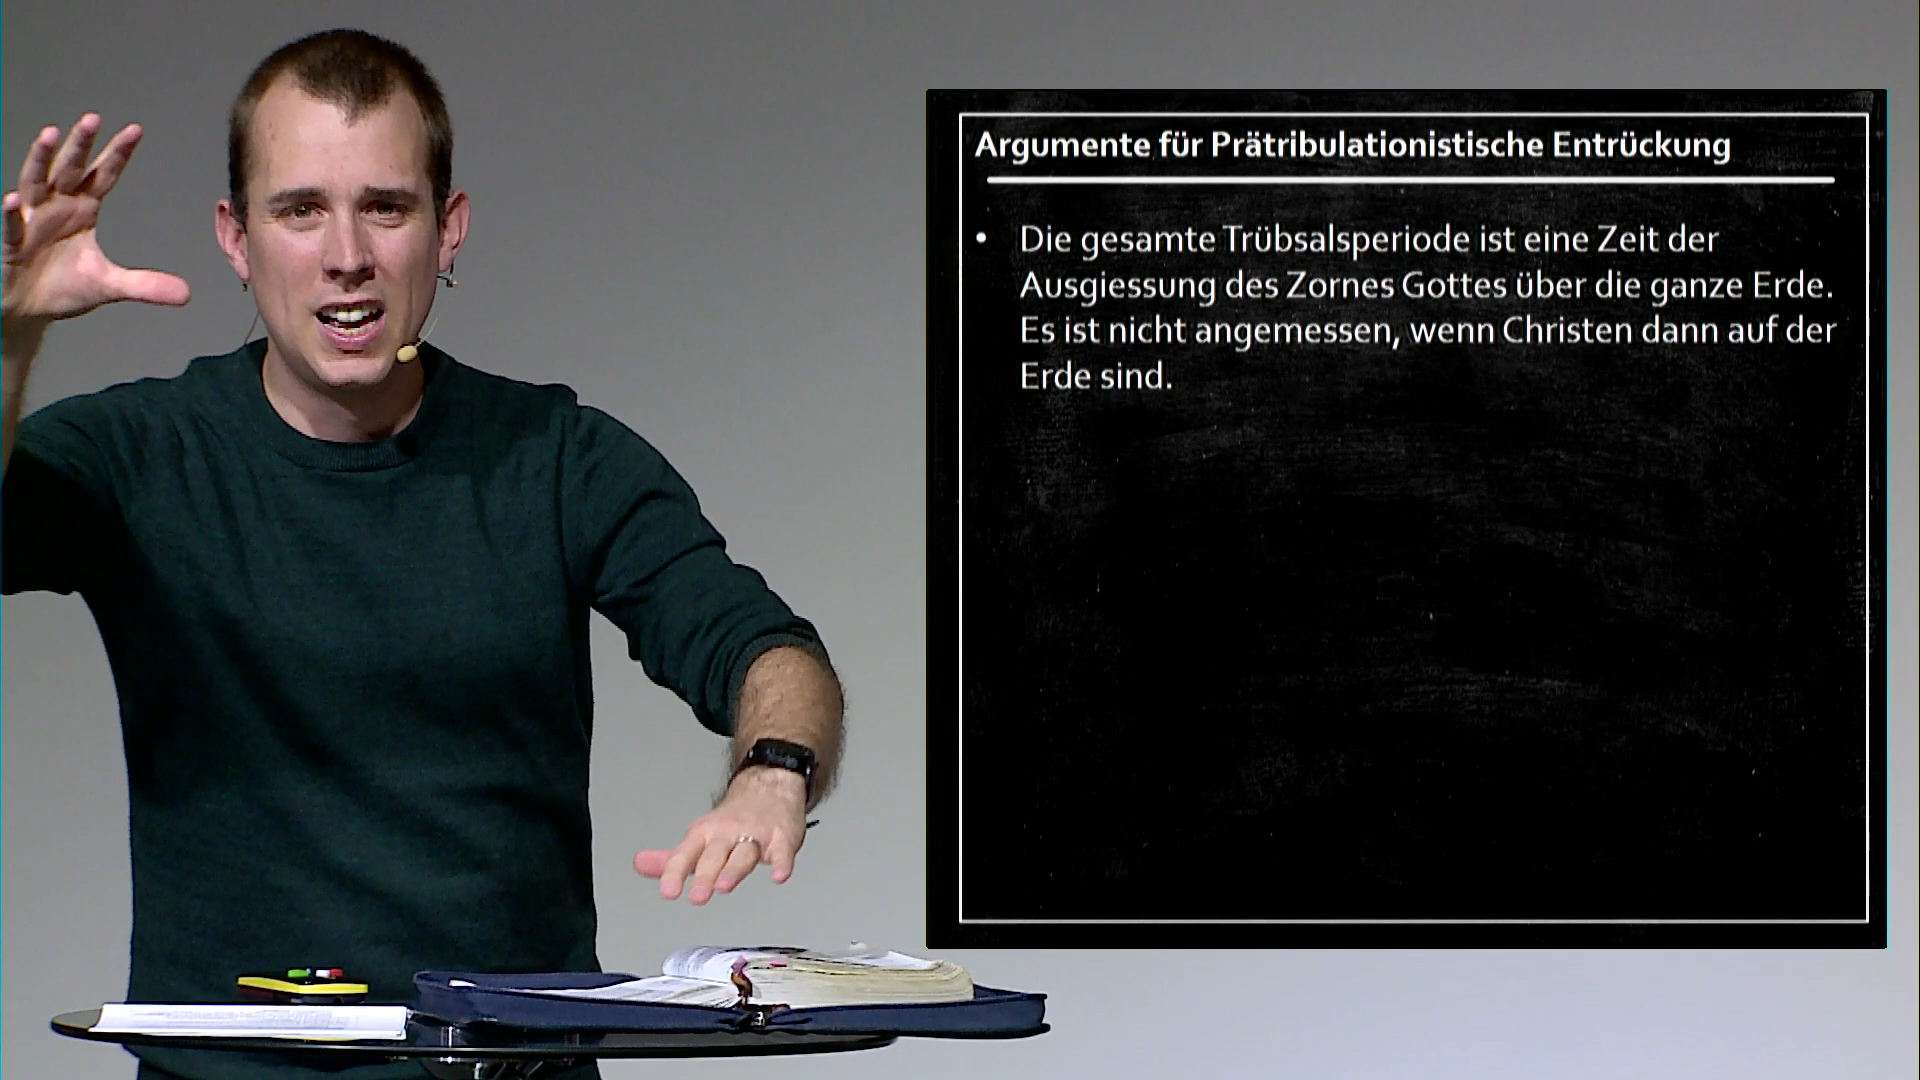 Argumente für Prätribulationistische Entrückung
• Die gesamte Trübsalsperiode ist eine Zeit der
Ausgiessung des Zornes Gottes über die ganze Erde.
Es ist nicht angemessen, wenn Christen dann auf der
Erde sind.